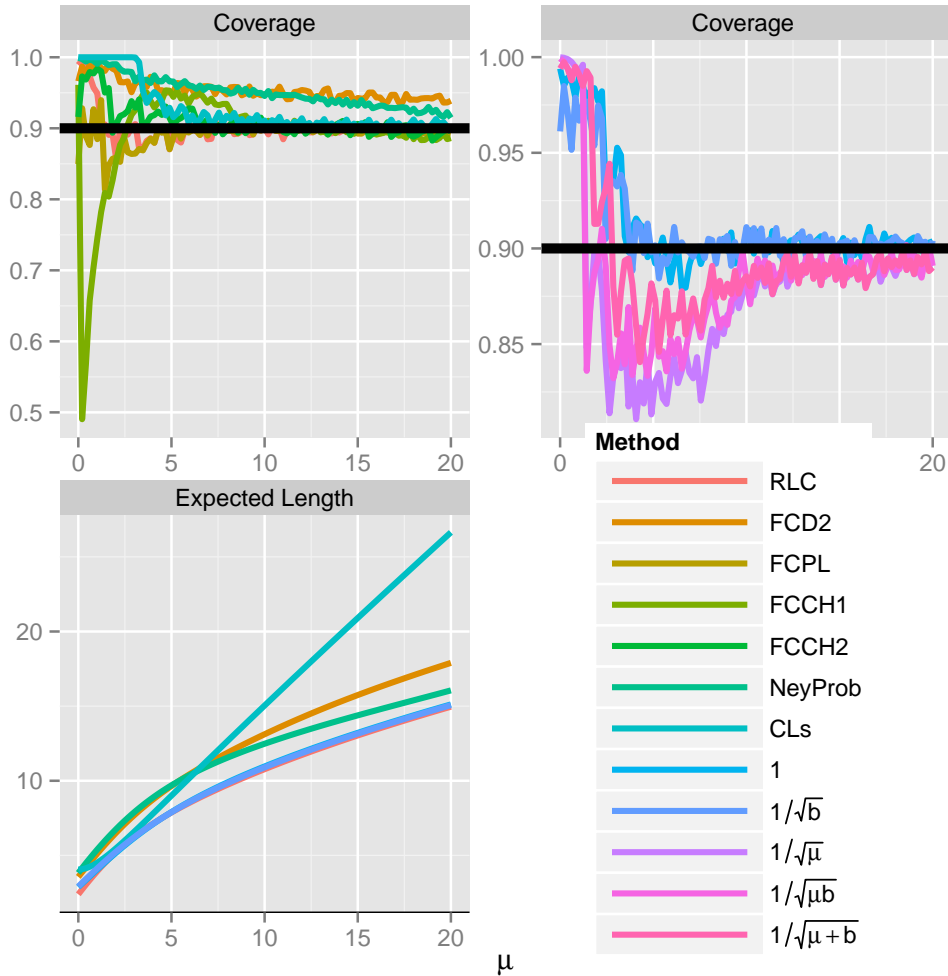 Coverage
1.0
0.9
0.8
0.7
0.6
0.5
0 5 10 15 20
Coverage
1.00
0.95
0.90
0.85
0 20
Expected Length
20
10
0 5 10 15 20
μ
Method
RLC
FCD2
FCPL
FCCH1
FCCH2
NeyProb
CLs
1
1/√b
1/√μ
1/√μb
1/√μ+b